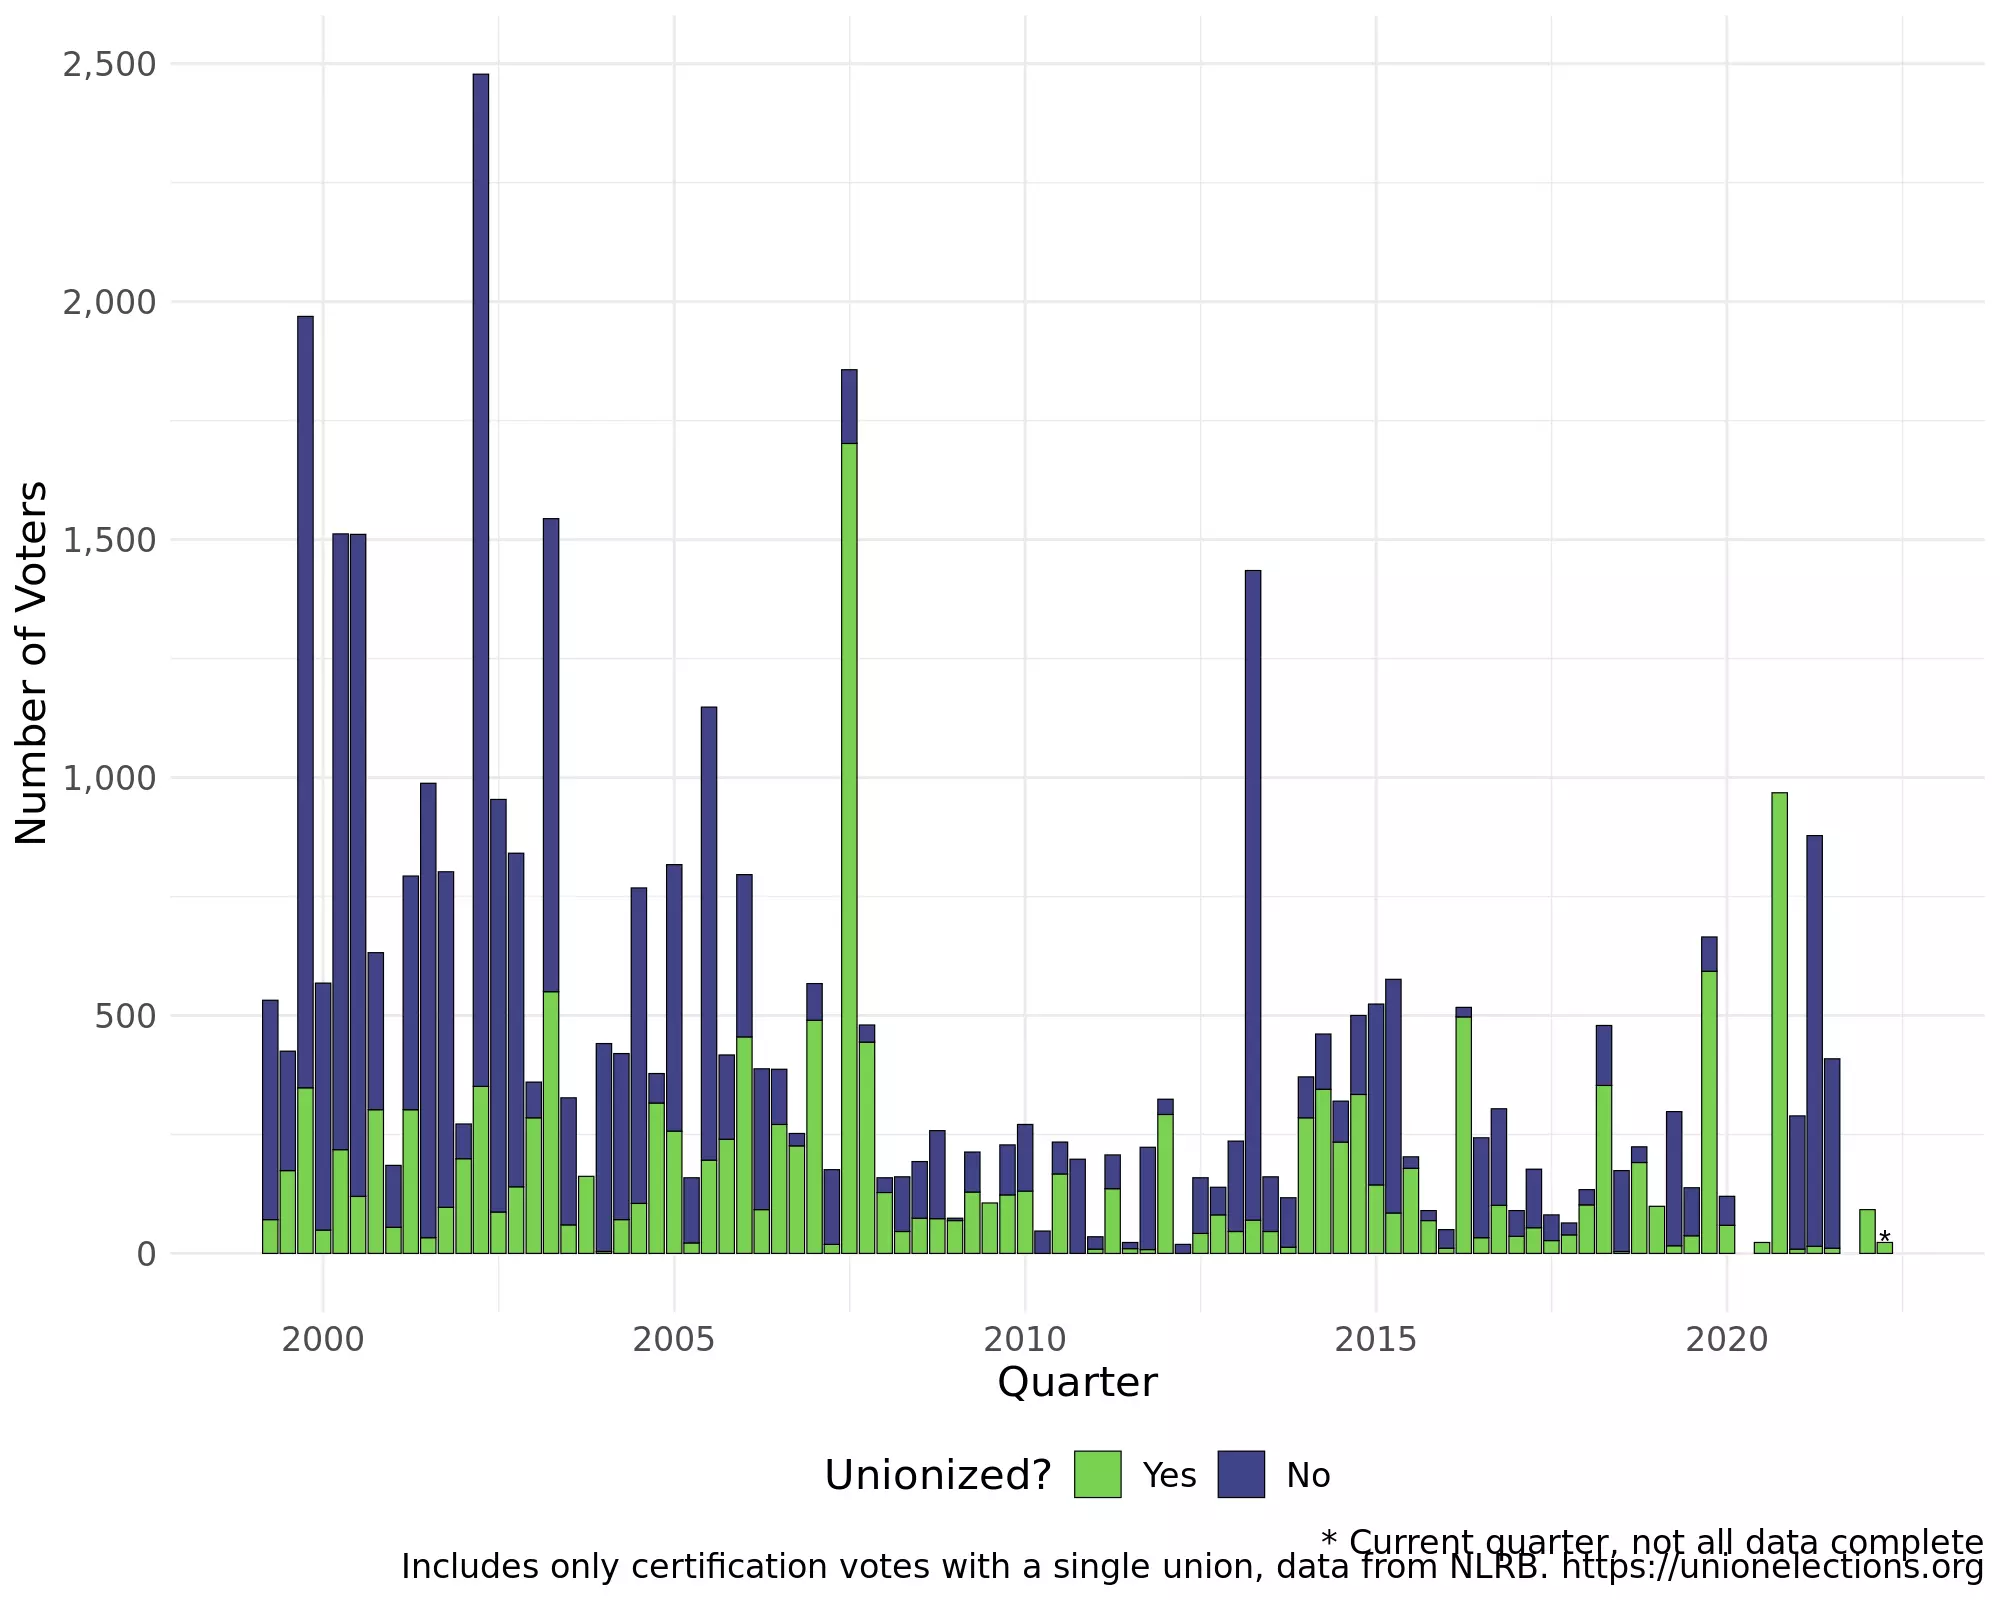 2,500
2,000
1,500
1,000
500
0
Number of Voters
*
2000
2005
2010
2015
2020
Quarter
Unionized?
Yes
No
* Current quarter, not all data complete
Includes only certification votes with a single union, data from NLRB. https://unionelections.org